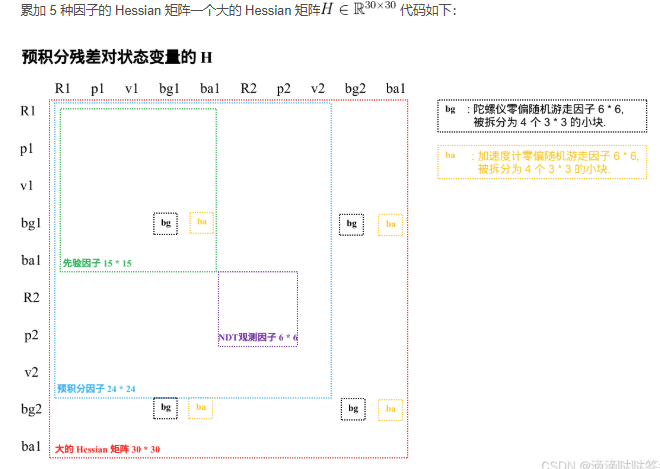 累加 5 种因子的 Hessian 矩阵一个大的 Hessian 矩阵H ∈ ℝ³⁰ˣ³⁰ 代码如下：
预积分残差对状态变量的 H
R1 p1 v1 bg1 ba1 R2 p2 v2 bg2 ba1
R1
p1
v1
bg1
ba1
R2
p2
v2
bg2
ba1
bg ba bg ba
先验因子 15 * 15
NDT观测因子 6 * 6
预积分因子 24 * 24
bg ba bg ba
大的 Hessian 矩阵 30 * 30
bg : 陀螺仪零偏随机游走因子 6 * 6,
被拆分为 4 个 3 * 3 的小块.
ba : 加速度计零偏随机游走因子 6 * 6,
被拆分为 4 个 3 * 3 的小块.
CSDN @滴滴哒哒答